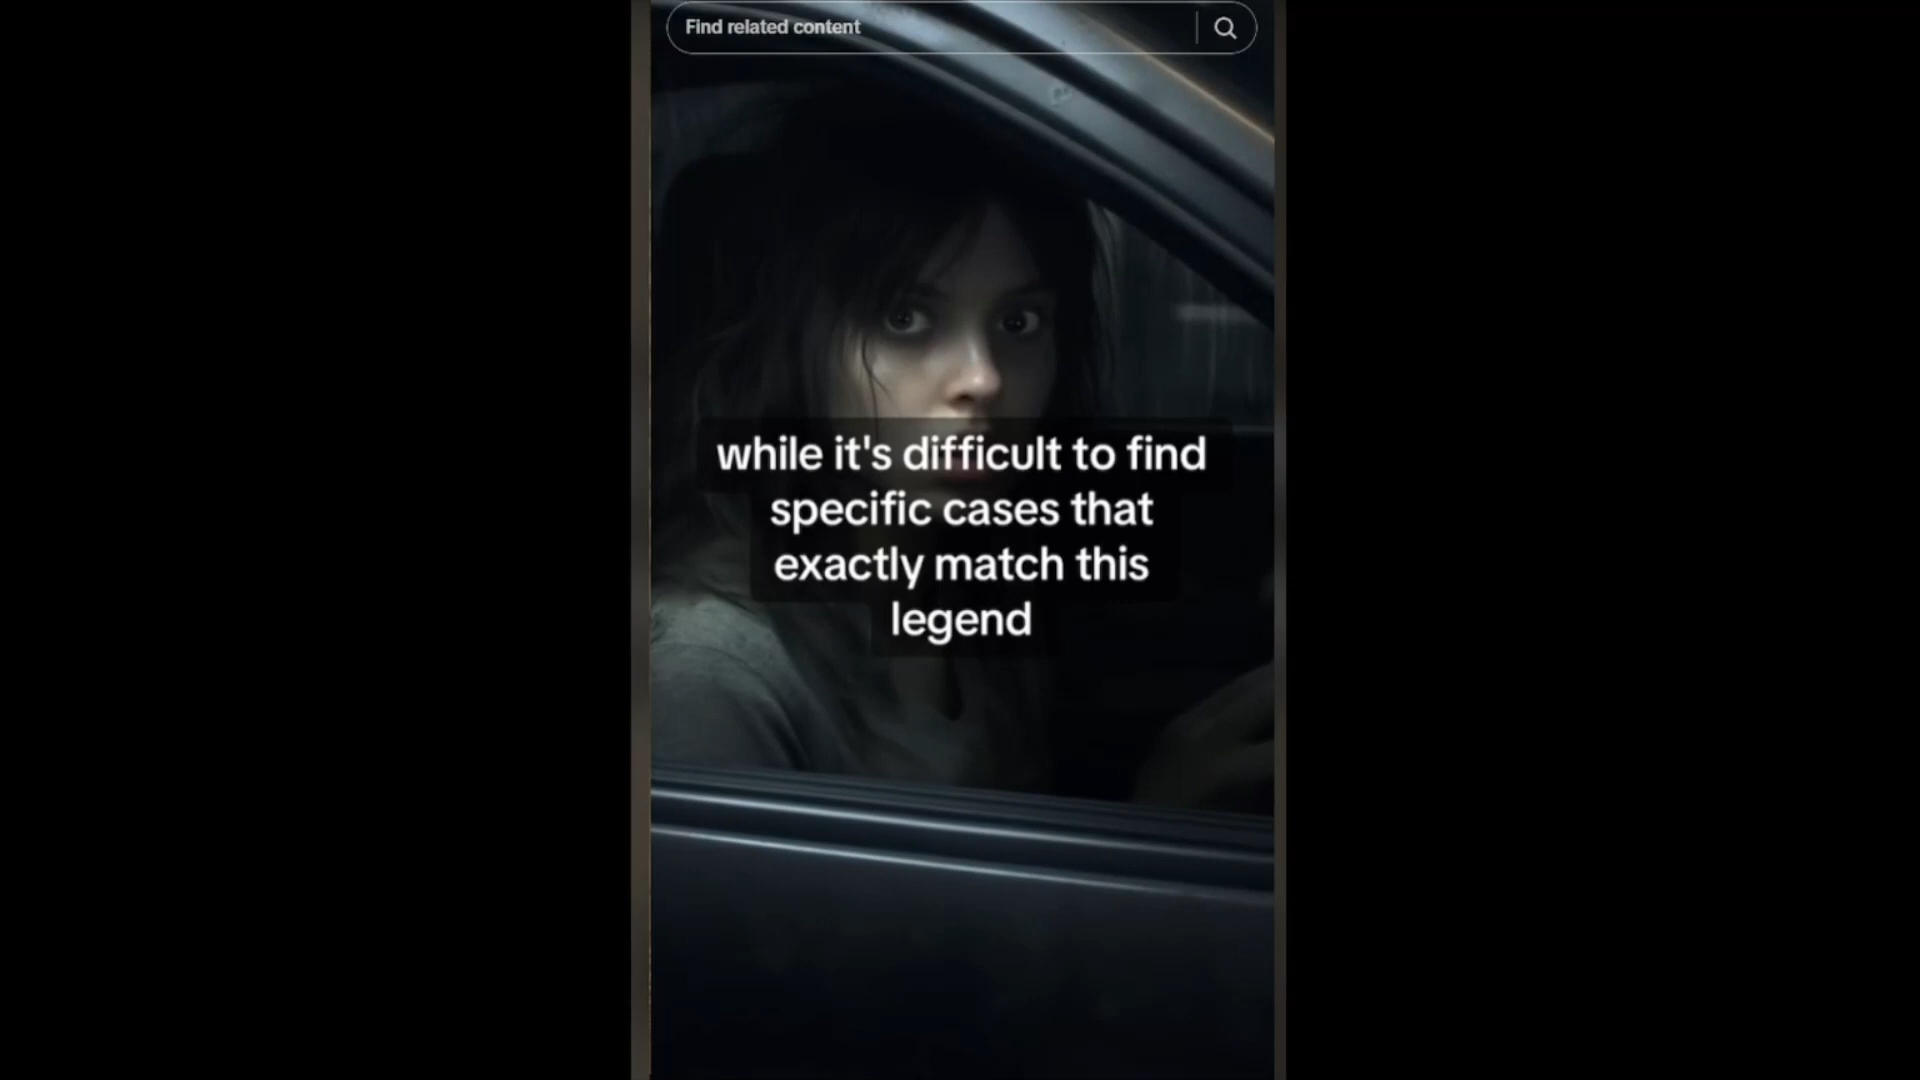 Find related content
while it's difficult to find
specific cases that
exactly match this
legend